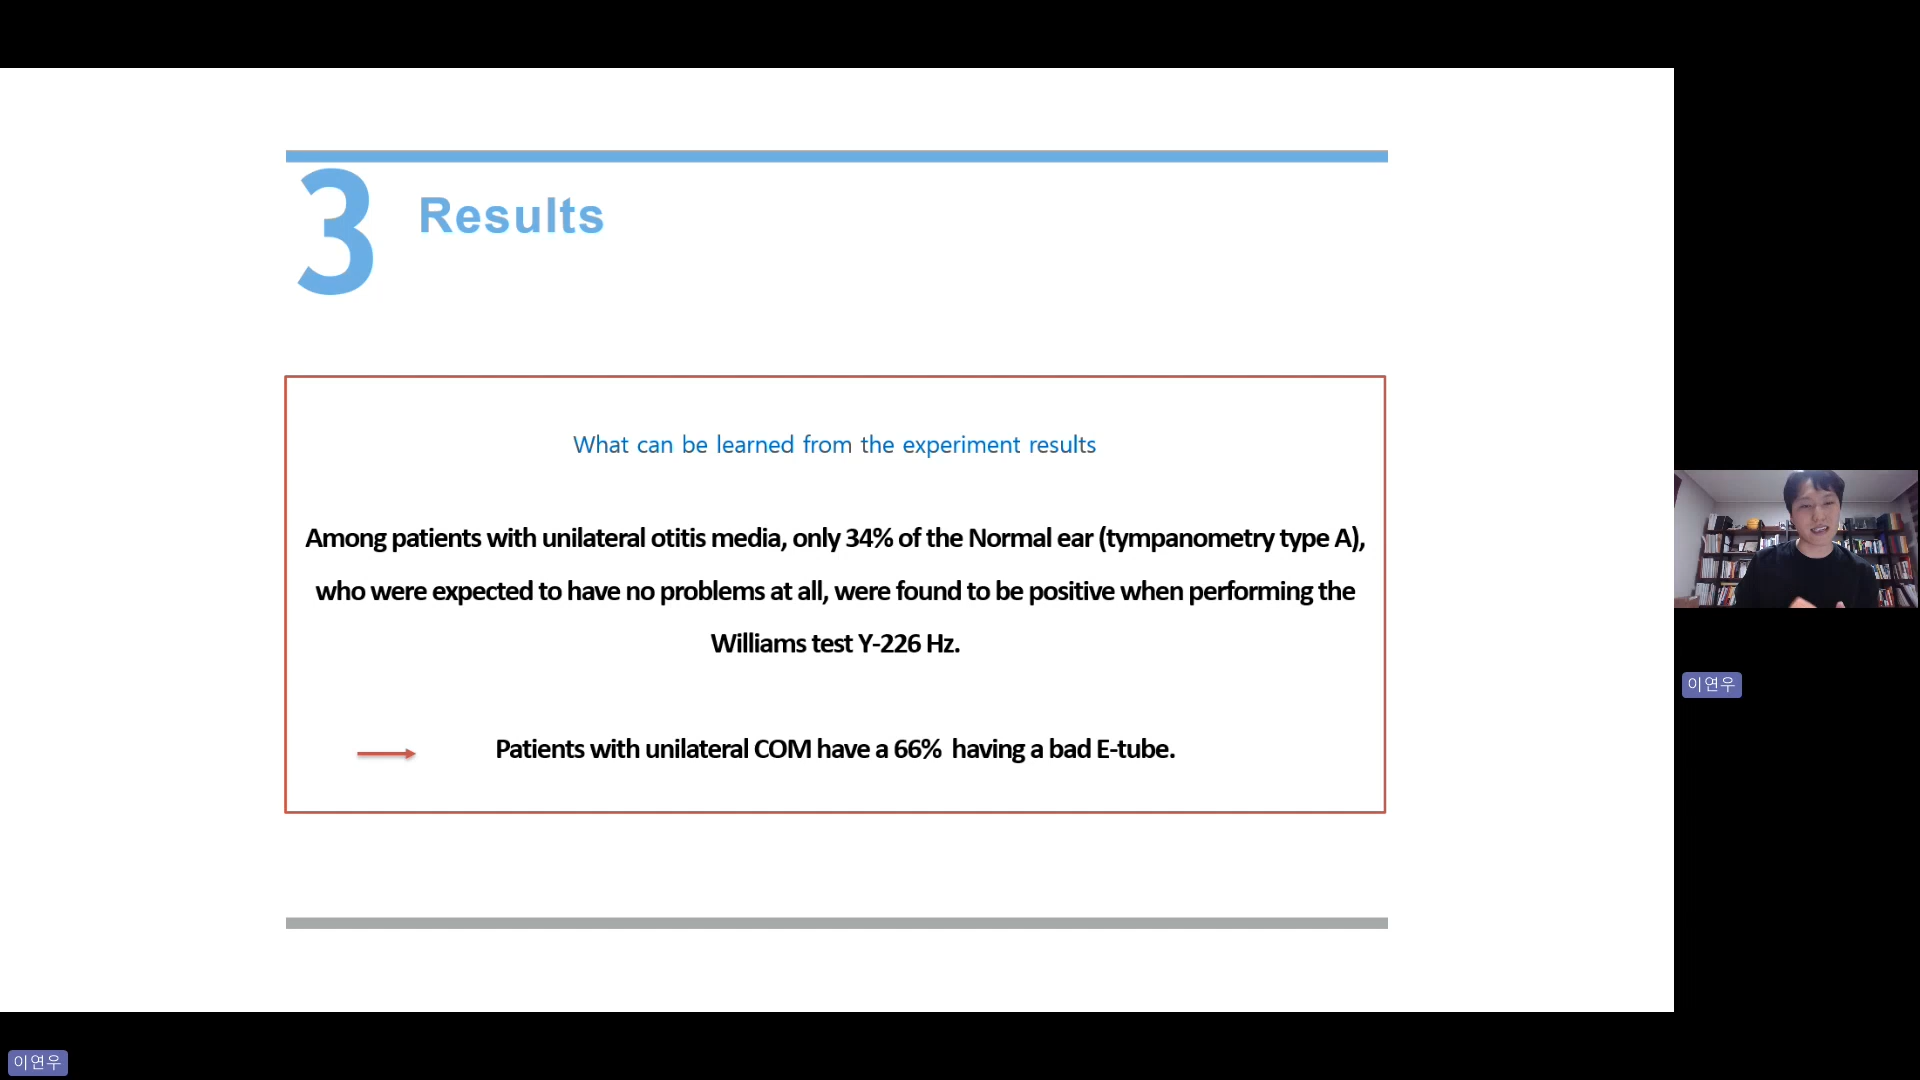 3
Results
What can be learned from the experiment results
Among patients with unilateral otitis media, only 34% of the Normal ear (tympanometry type A),
who were expected to have no problems at all, were found to be positive when performing the
Williams test Y-226 Hz.
Patients with unilateral COM have a 66% having a bad E-tube.
이연우
이연우